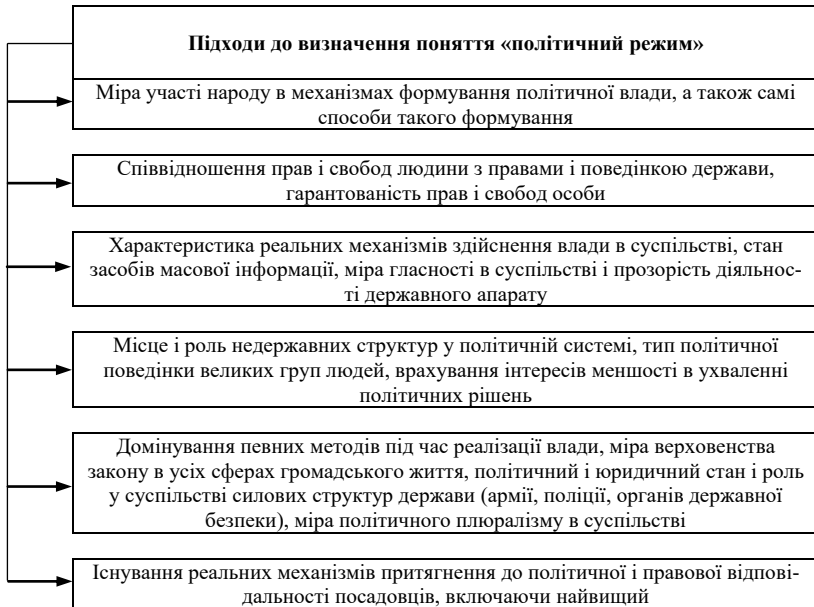 Підходи до визначення поняття «політичний режим»
Міра участі народу в механізмах формування політичної влади, а також самі
способи такого формування
Співвідношення прав і свобод людини з правами і поведінкою держави,
гарантованість прав і свобод особи
Характеристика реальних механізмів здійснення влади в суспільстві, стан
засобів масової інформації, міра гласності в суспільстві і прозорість діяльнос-
ті державного апарату
Місце і роль недержавних структур у політичній системі, тип політичної
поведінки великих груп людей, врахування інтересів меншості в ухваленні
політичних рішень
Домінування певних методів під час реалізації влади, міра верховенства
закону в усіх сферах громадського життя, політичний і юридичний стан і роль
у суспільстві силових структур держави (армії, поліції, органів державної
безпеки), міра політичного плюралізму в суспільстві
Існування реальних механізмів притягнення до політичної і правової відпові-
дальності посадовців, включаючи найвищий